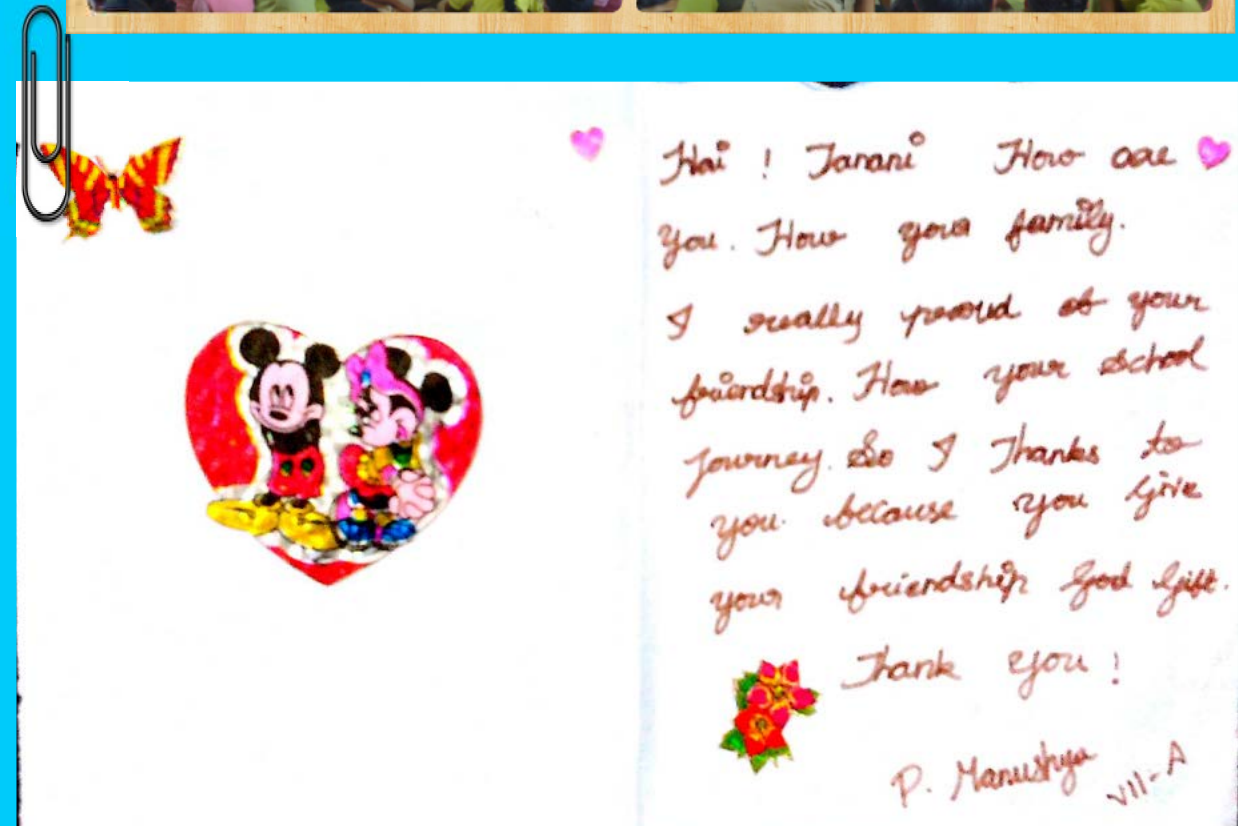 Hai ! Janani How are
you. How your family.
I really proud of your
friendship. How your school
journey. So I Thanks to
you because you Give
your friendship God Gift.
Thank you !
P. Manushya VII-A